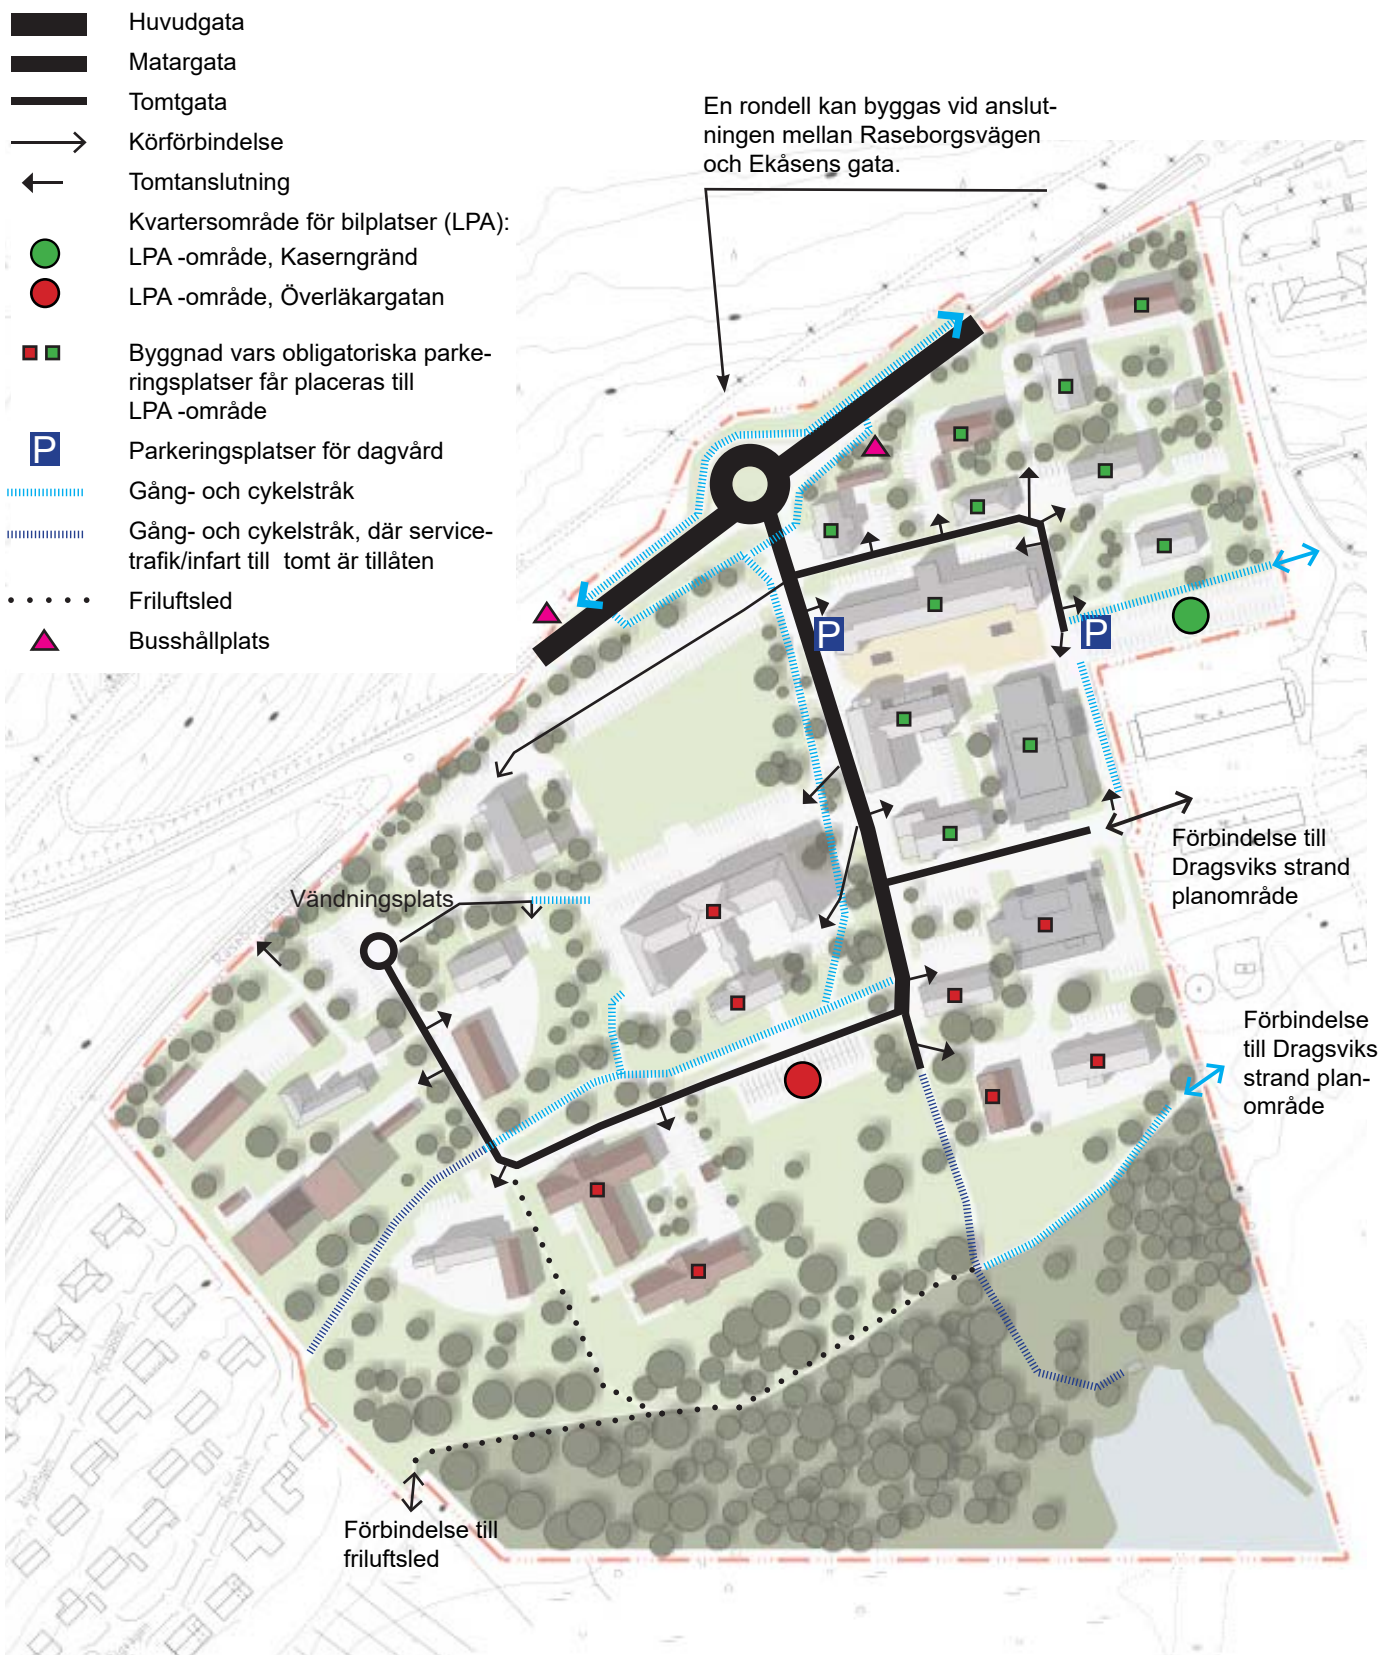 Huvudgata
Matargata
Tomtgata
Körförbindelse
Tomtanslutning
Kvartersområde för bilplatser (LPA):
LPA -område, Kaserngränd
LPA -område, Överläkargatan
Byggnad vars obligatoriska parke-
ringsplatser får placeras till
LPA -område
P
Parkeringsplatser för dagvård
Gång- och cykelstråk
Gång- och cykelstråk, där service-
trafik/infart till  tomt är tillåten
Friluftsled
Busshållplats
En rondell kan byggas vid anslut-
ningen mellan Raseborgsvägen
och Ekåsens gata.
P
P
Förbindelse till
Dragsviks strand
planområde
Vändningsplats
Förbindelse
till Dragsviks
strand plan-
område
Förbindelse till
friluftsled